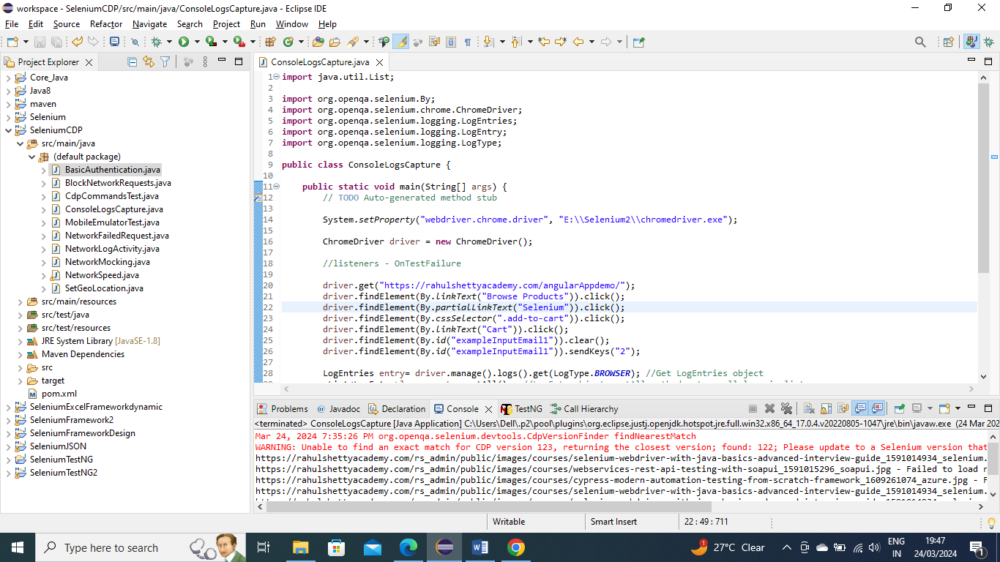 workspace - SeleniumCDP/src/main/java/ConsoleLogsCapture.java - Eclipse IDE
File Edit Source Refactor Navigate Search Project Run Window Help
Project Explorer
Core_Java
Java8
maven
Selenium
SeleniumCDP
src/main/java
(default package)
BasicAuthentication.java
BlockNetworkRequests.java
CdpCommandsTest.java
ConsoleLogsCapture.java
MobileEmulatorTest.java
NetworkFailedRequest.java
NetworkLogActivity.java
NetworkMocking.java
NetworkSpeed.java
SetGeoLocation.java
src/main/resources
src/test/java
src/test/resources
JRE System Library [JavaSE-1.8]
Maven Dependencies
src
target
pom.xml
SeleniumExcelFrameworkdynamic
SeleniumFramework2
SeleniumFrameworkDesign
SeleniumJSON
SeleniumTestNG
SeleniumTestNG2
ConsoleLogsCapture.java
1 import java.util.List;
2
3 import org.openqa.selenium.By;
4 import org.openqa.selenium.chrome.ChromeDriver;
5 import org.openqa.selenium.logging.LogEntries;
6 import org.openqa.selenium.logging.LogEntry;
7 import org.openqa.selenium.logging.LogType;
8
9 public class ConsoleLogsCapture {
10
11 public static void main(String[] args) {
12 // TODO Auto-generated method stub
13
14 System.setProperty("webdriver.chrome.driver", "E:\\Selenium2\\chromedriver.exe");
15
16 ChromeDriver driver = new ChromeDriver();
17
18 //listeners - OnTestFailure
19
20 driver.get("https://rahulshettyacademy.com/angularAppdemo/");
21 driver.findElement(By.linkText("Browse Products")).click();
22 driver.findElement(By.partialLinkText("Selenium")).click();
23 driver.findElement(By.cssSelector(".add-to-cart")).click();
24 driver.findElement(By.linkText("Cart")).click();
25 driver.findElement(By.id("exampleInputEmail1")).clear();
26 driver.findElement(By.id("exampleInputEmail1")).sendKeys("2");
27
28 LogEntries entry= driver.manage().logs().get(LogType.BROWSER); //Get LogEntries object
Problems Javadoc Declaration Console TestNG Call Hierarchy
<terminated> ConsoleLogsCapture [Java Application] C:\Users\Dell\.p2\pool\plugins\org.eclipse.justj.openjdk.hotspot.jre.full.win32.x86_64_17.0.4.v20220805-1047\jre\bin\javaw.exe (24 Mar 202
Mar 24, 2024 7:35:26 PM org.openqa.selenium.devtools.CdpVersionFinder findNearestMatch
WARNING: Unable to find an exact match for CDP version 123, returning the closest version; found: 122; Please update to a Selenium version that
https://rahulshettyacademy.com/rs_admin/public/images/courses/selenium-webdriver-with-java-basics-advanced-interview-guide_1591014934_selenium.
https://rahulshettyacademy.com/rs_admin/public/images/courses/webservices-rest-api-testing-with-soapui_1591015296_soapui.jpg - Failed to load r
https://rahulshettyacademy.com/rs_admin/public/images/courses/cypress-modern-automation-testing-from-scratch-framework_1609261074_azure.jpg - F
https://rahulshettyacademy.com/rs_admin/public/images/courses/selenium-webdriver-with-java-basics-advanced-interview-guide_1591014934_selenium.
Writable Smart Insert 22 : 49 : 711
Type here to search
27°C Clear
ENG
IN
19:47
24/03/2024
1